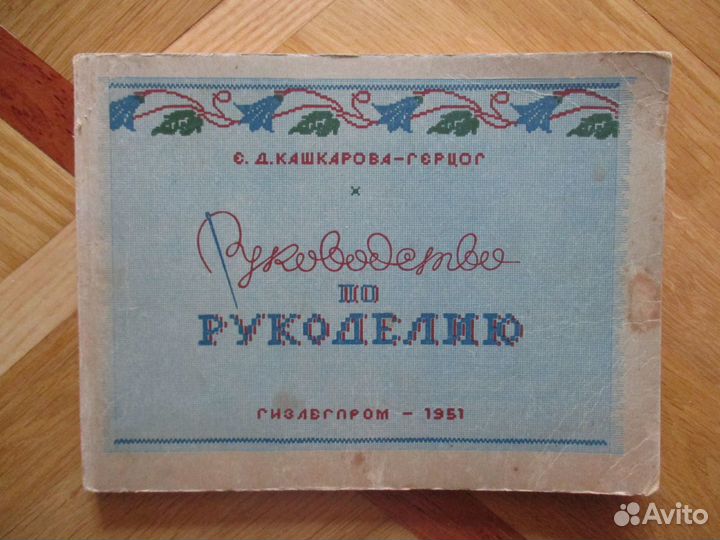 Е. Д. КАШКАРОВА-ГЕРЦОГ
Руководство
ПО
РУКОДЕЛИЮ
ГИЗЛЕГПРОМ - 1951
Avito